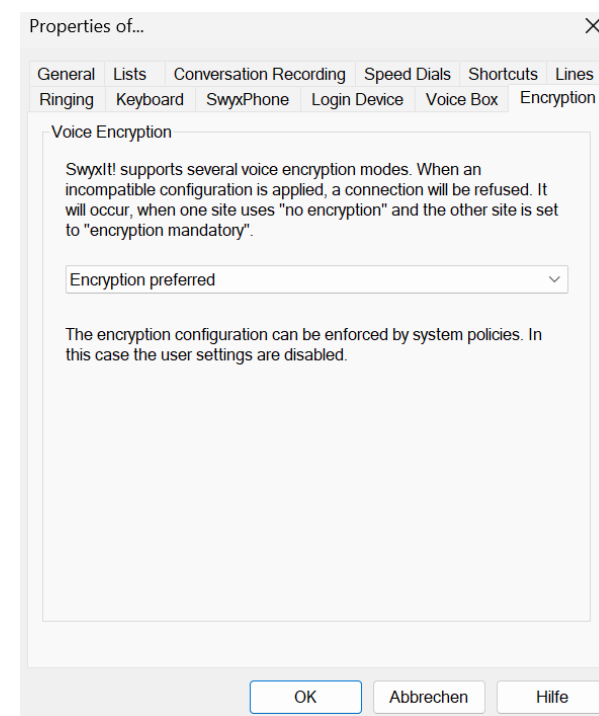 Properties of...
General Lists Conversation Recording Speed Dials Shortcuts Lines
Ringing Keyboard SwyxPhone Login Device Voice Box Encryption
Voice Encryption
SwyxIt! supports several voice encryption modes. When an
incompatible configuration is applied, a connection will be refused. It
will occur, when one site uses "no encryption" and the other site is set
to "encryption mandatory".
Encryption preferred
The encryption configuration can be enforced by system policies. In
this case the user settings are disabled.
OK Abbrechen Hilfe